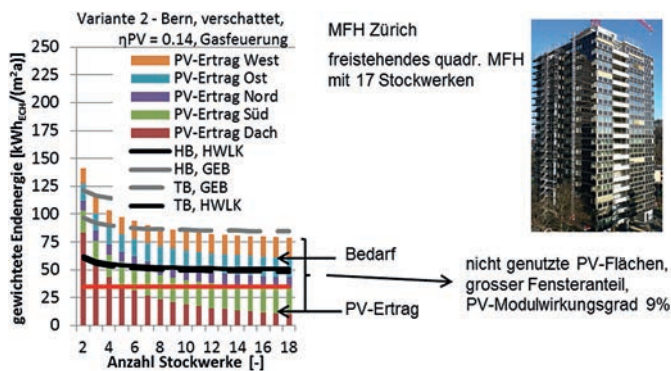 Variante 2 - Bern, verschattet,
ηPV = 0.14, Gasfeuerung
gewichtete Endenergie [kWhECH/(m²a)]
250
225
200
175
150
125
100
75
50
25
0
PV-Ertrag West
PV-Ertrag Ost
PV-Ertrag Nord
PV-Ertrag Süd
PV-Ertrag Dach
HB, HWLK
HB, GEB
TB, GEB
TB, HWLK
2 4 6 8 10 12 14 16 18
Anzahl Stockwerke [-]
MFH Zürich
freistehendes quadr. MFH
mit 17 Stockwerken
Bedarf
PV-Ertrag
nicht genutzte PV-Flächen,
grosser Fensteranteil,
PV-Modulwirkungsgrad 9%